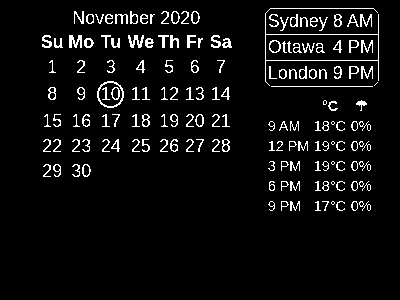 November 2020
Su Mo Tu We Th Fr Sa
1 2 3 4 5 6 7
8 9 10 11 12 13 14
15 16 17 18 19 20 21
22 23 24 25 26 27 28
29 30
Sydney 8 AM
Ottawa 4 PM
London 9 PM
°C ☂
9 AM 18°C 0%
12 PM 19°C 0%
3 PM 19°C 0%
6 PM 18°C 0%
9 PM 17°C 0%